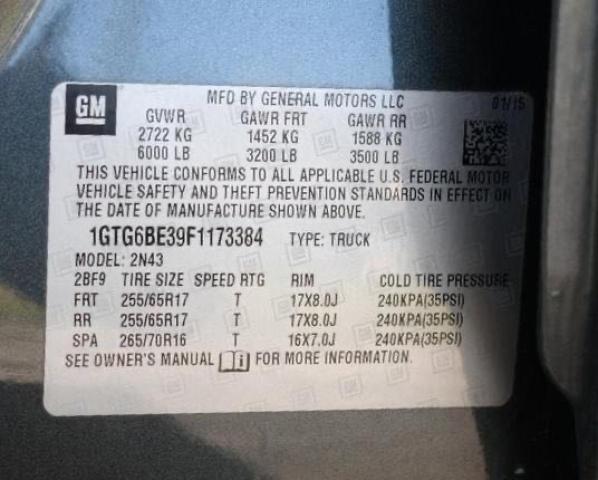 GM
MFD BY GENERAL MOTORS LLC 01/15
GVWR GAWR FRT GAWR RR
2722 KG 1452 KG 1588 KG
6000 LB 3200 LB 3500 LB
THIS VEHICLE CONFORMS TO ALL APPLICABLE U.S. FEDERAL MOTOR
VEHICLE SAFETY AND THEFT PREVENTION STANDARDS IN EFFECT ON
THE DATE OF MANUFACTURE SHOWN ABOVE.
1GTG6BE39F1173384 TYPE: TRUCK
MODEL: 2N43
2BF9 TIRE SIZE SPEED RTG RIM COLD TIRE PRESSURE
FRT 255/65R17 T 17X8.0J 240KPA(35PSI)
RR 255/65R17 T 17X8.0J 240KPA(35PSI)
SPA 265/70R16 T 16X7.0J 240KPA(35PSI)
SEE OWNER'S MANUAL i FOR MORE INFORMATION.